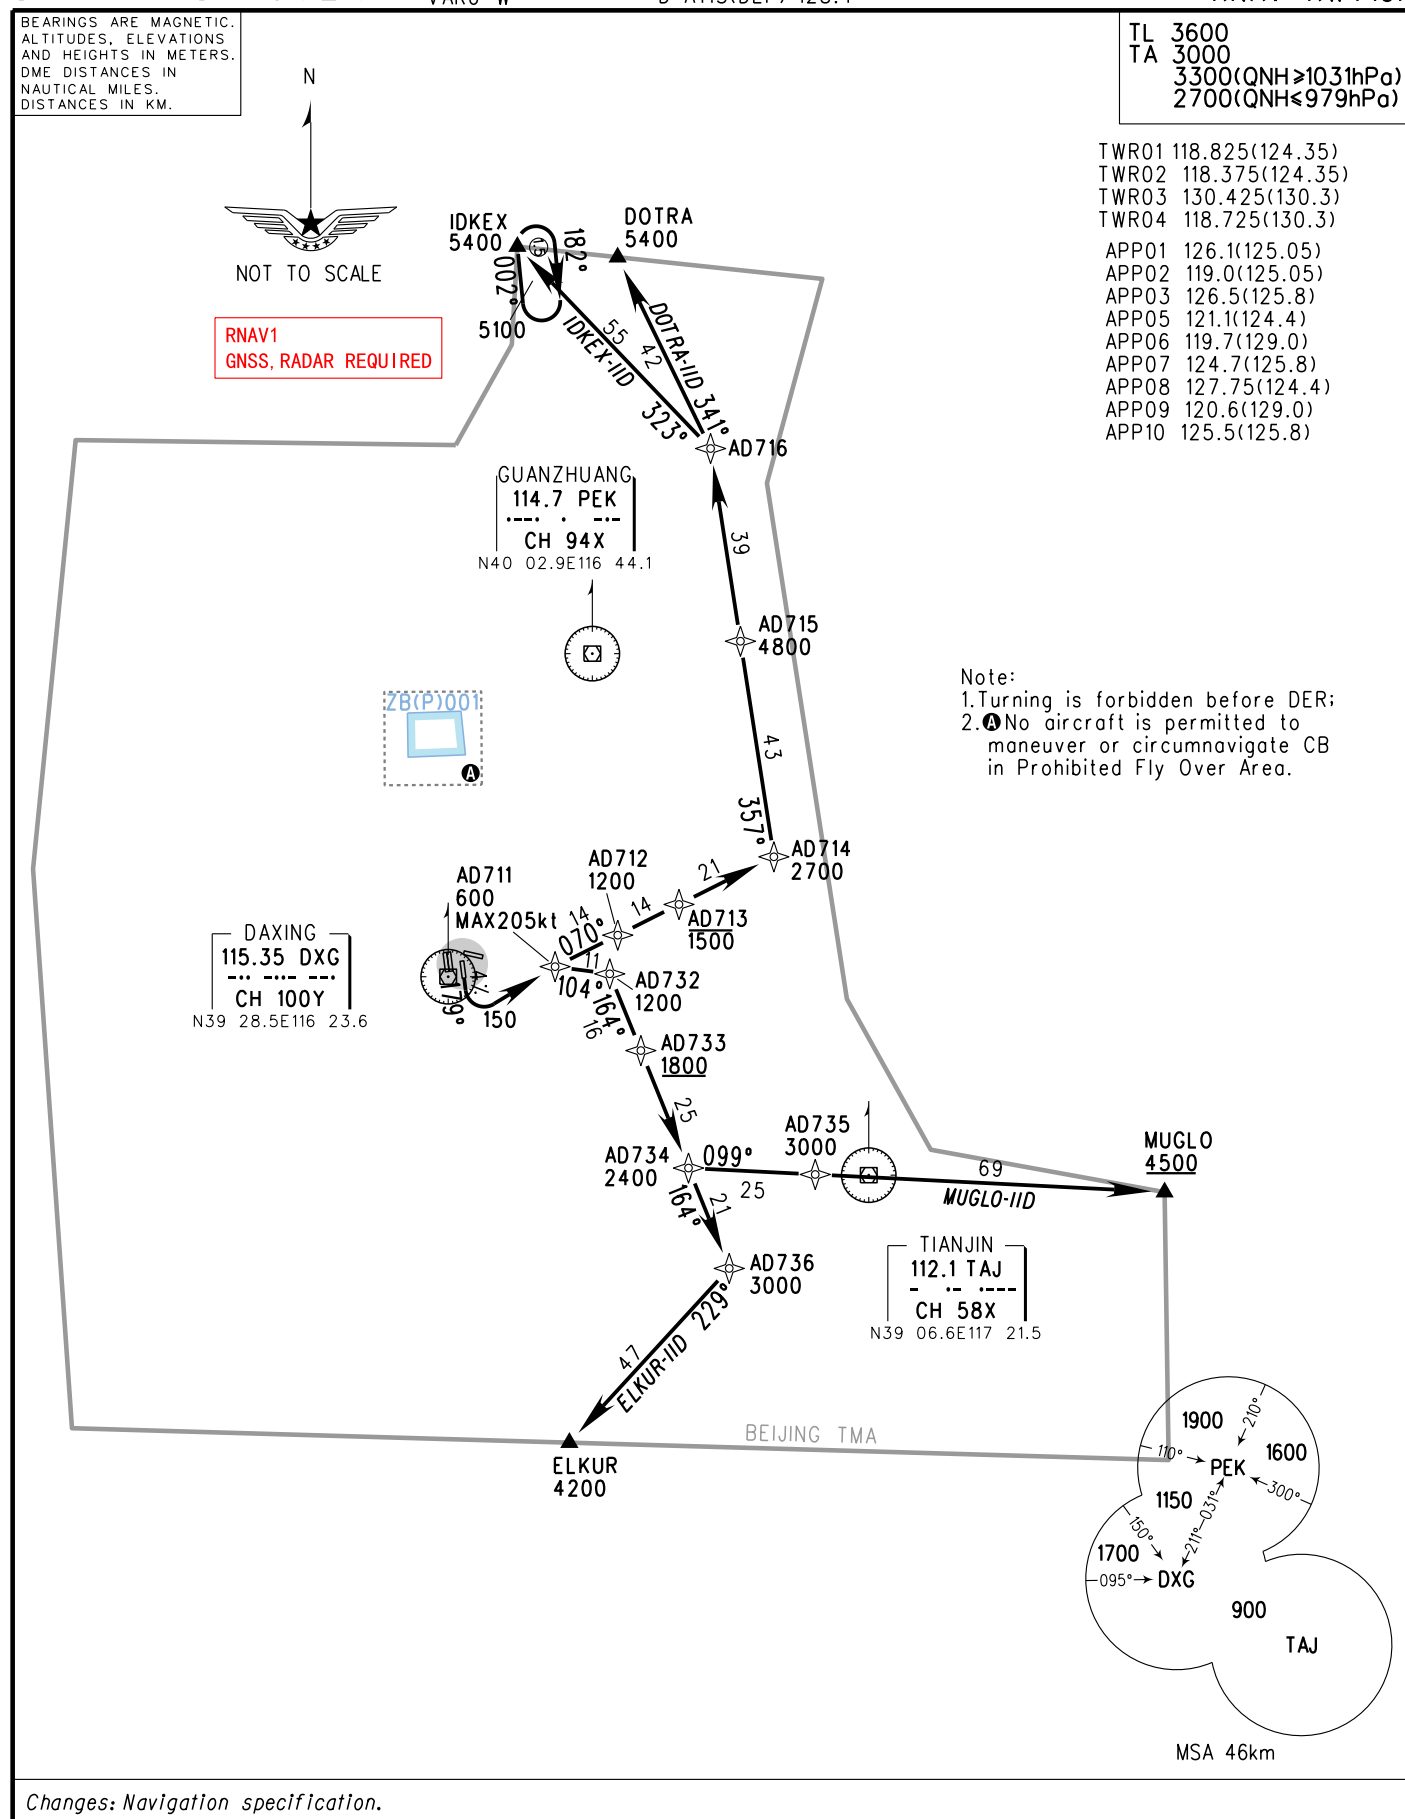 BEARINGS ARE MAGNETIC.
ALTITUDES, ELEVATIONS
AND HEIGHTS IN METERS.
DME DISTANCES IN
NAUTICAL MILES.
DISTANCES IN KM.
TL 3600
TA 3000
3300(QNH≥1031hPa)
2700(QNH≤979hPa)
N
NOT TO SCALE
RNAV1
GNSS, RADAR REQUIRED
TWR01 118.825(124.35)
TWR02 118.375(124.35)
TWR03 130.425(130.3)
TWR04 118.725(130.3)
APP01 126.1(125.05)
APP02 119.0(125.05)
APP03 126.5(125.8)
APP05 121.1(124.4)
APP06 119.7(129.0)
APP07 124.7(125.8)
APP08 127.75(124.4)
APP09 120.6(129.0)
APP10 125.5(125.8)
IDKEX
5400
DOTRA
5400
1.5
182°
002°
5100
55
IDKEX-11D
323°
42
DOTRA-11D
341°
AD716
GUANZHUANG
114.7 PEK
CH 94X
N40 02.9E116 44.1
39
AD715
4800
43
357°
ZB(P)001
A
Note:
1.Turning is forbidden before DER;
2.A No aircraft is permitted to
maneuver or circumnavigate CB
in Prohibited Fly Over Area.
AD714
2700
21
AD712
1200
14
AD713
1500
AD711
600
MAX205kt
14
070°
11
104°
AD732
1200
DAXING
115.35 DXG
CH 100Y
N39 28.5E116 23.6
179°
150
164°
16
AD733
1800
25
AD734
2400
099°
25
AD735
3000
69
MUGLO-11D
MUGLO
4500
164°
21
AD736
3000
229°
47
ELKUR-11D
TIANJIN
112.1 TAJ
CH 58X
N39 06.6E117 21.5
BEIJING TMA
ELKUR
4200
1900
210°
110°
PEK
1600
300°
1150
031°
211°
150°
1700
095°
DXG
900
TAJ
MSA 46km
Changes: Navigation specification.